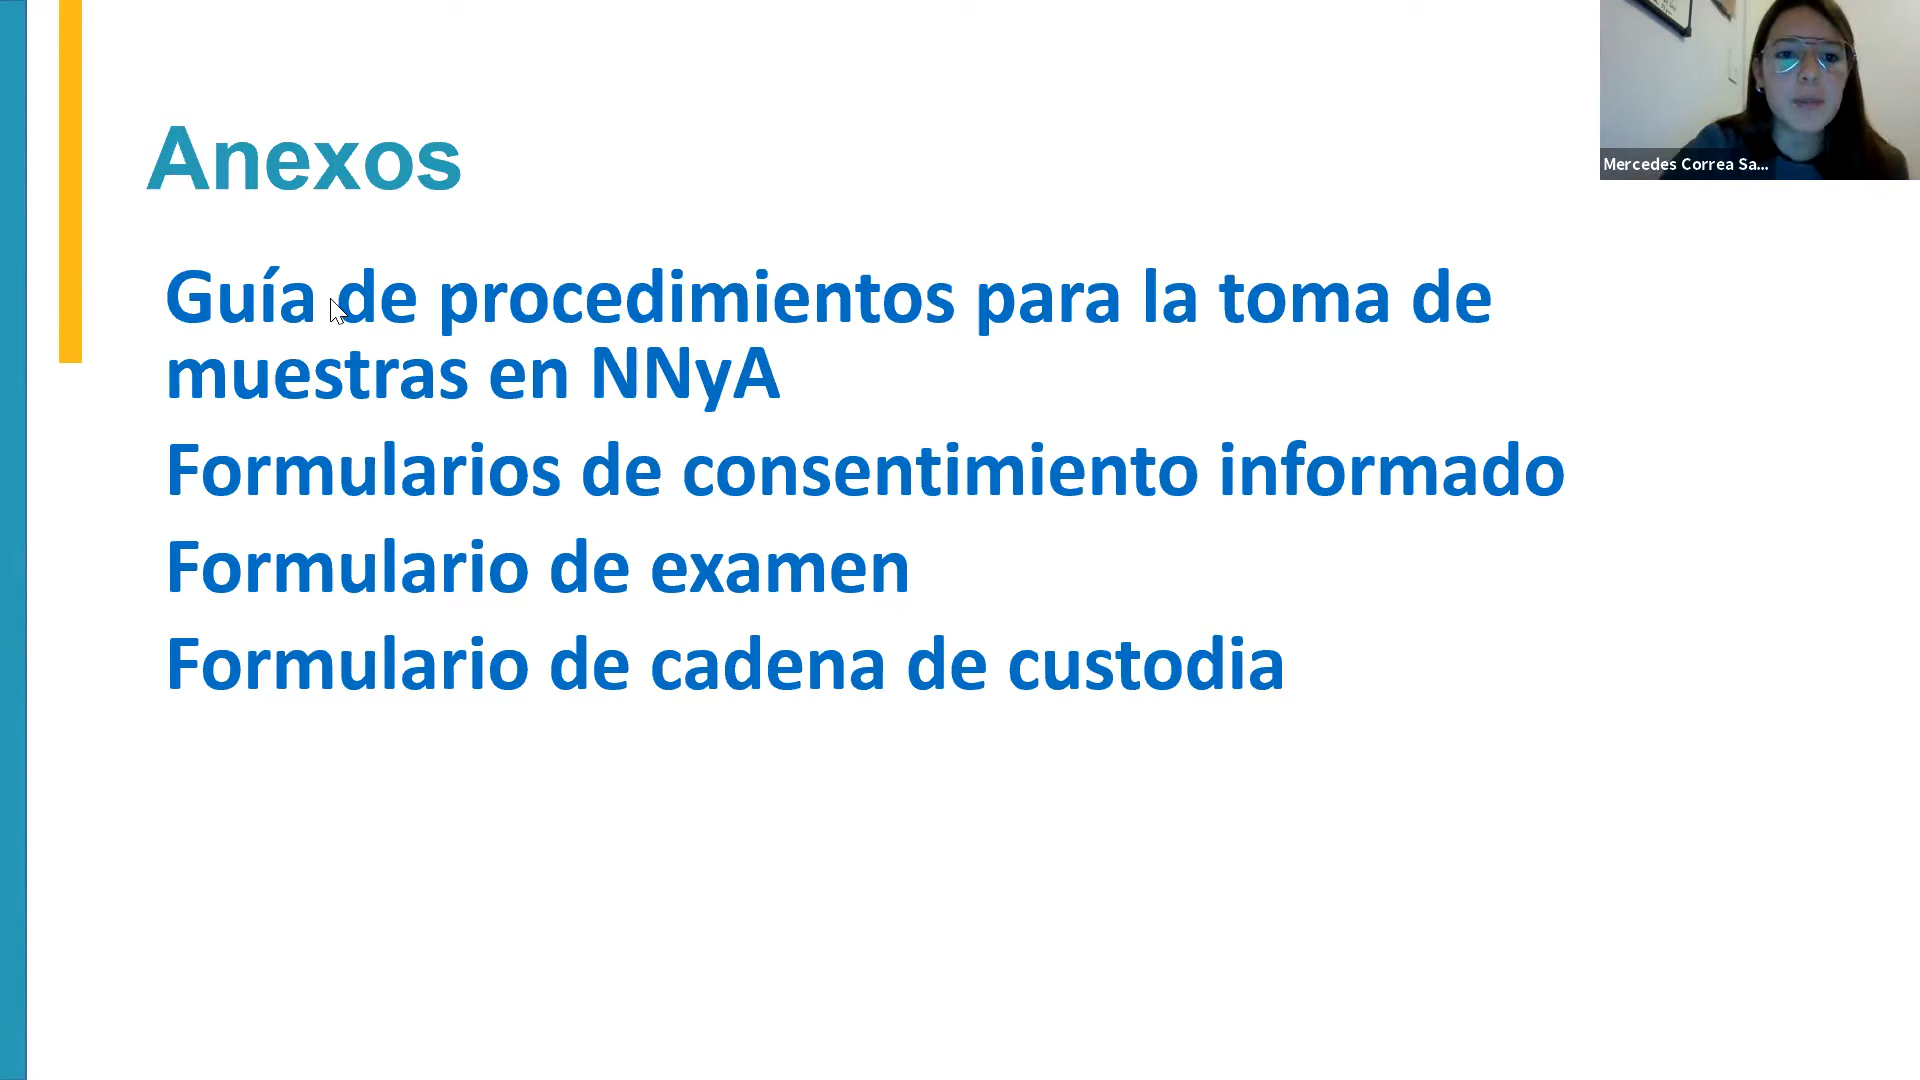 Anexos
Guía de procedimientos para la toma de
muestras en NNyA
Formularios de consentimiento informado
Formulario de examen
Formulario de cadena de custodia
Mercedes Correa Sa...